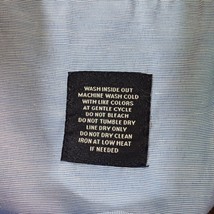 WASH INSIDE OUT
MACHINE WASH COLD
WITH LIKE COLORS
AT GENTLE CYCLE
DO NOT BLEACH
DO NOT TUMBLE DRY
LINE DRY ONLY
DO NOT DRY CLEAN
IRON AT LOW HEAT
IF NEEDED